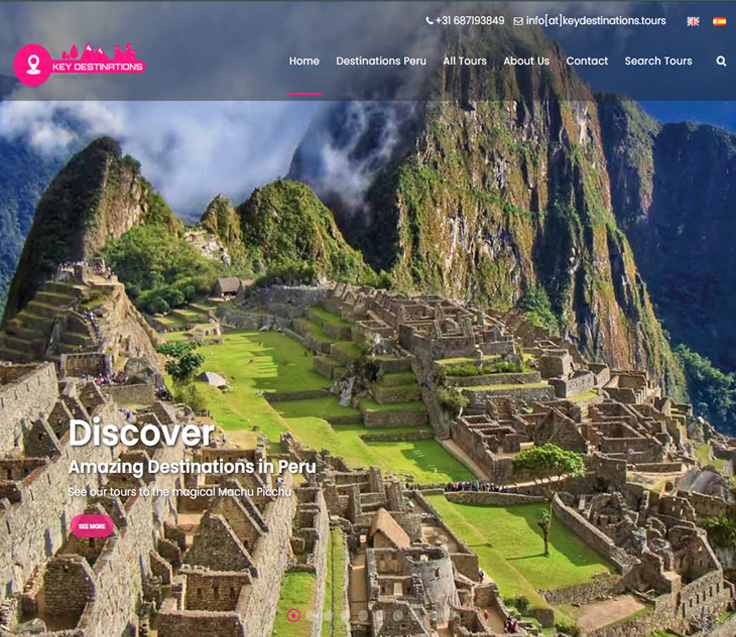 +31 687193849 info[at]keydestinations.tours
KEY DESTINATIONS
Home Destinations Peru All Tours About Us Contact Search Tours
Discover
Amazing Destinations in Peru
See our tours to the magical Machu Picchu
SEE MORE